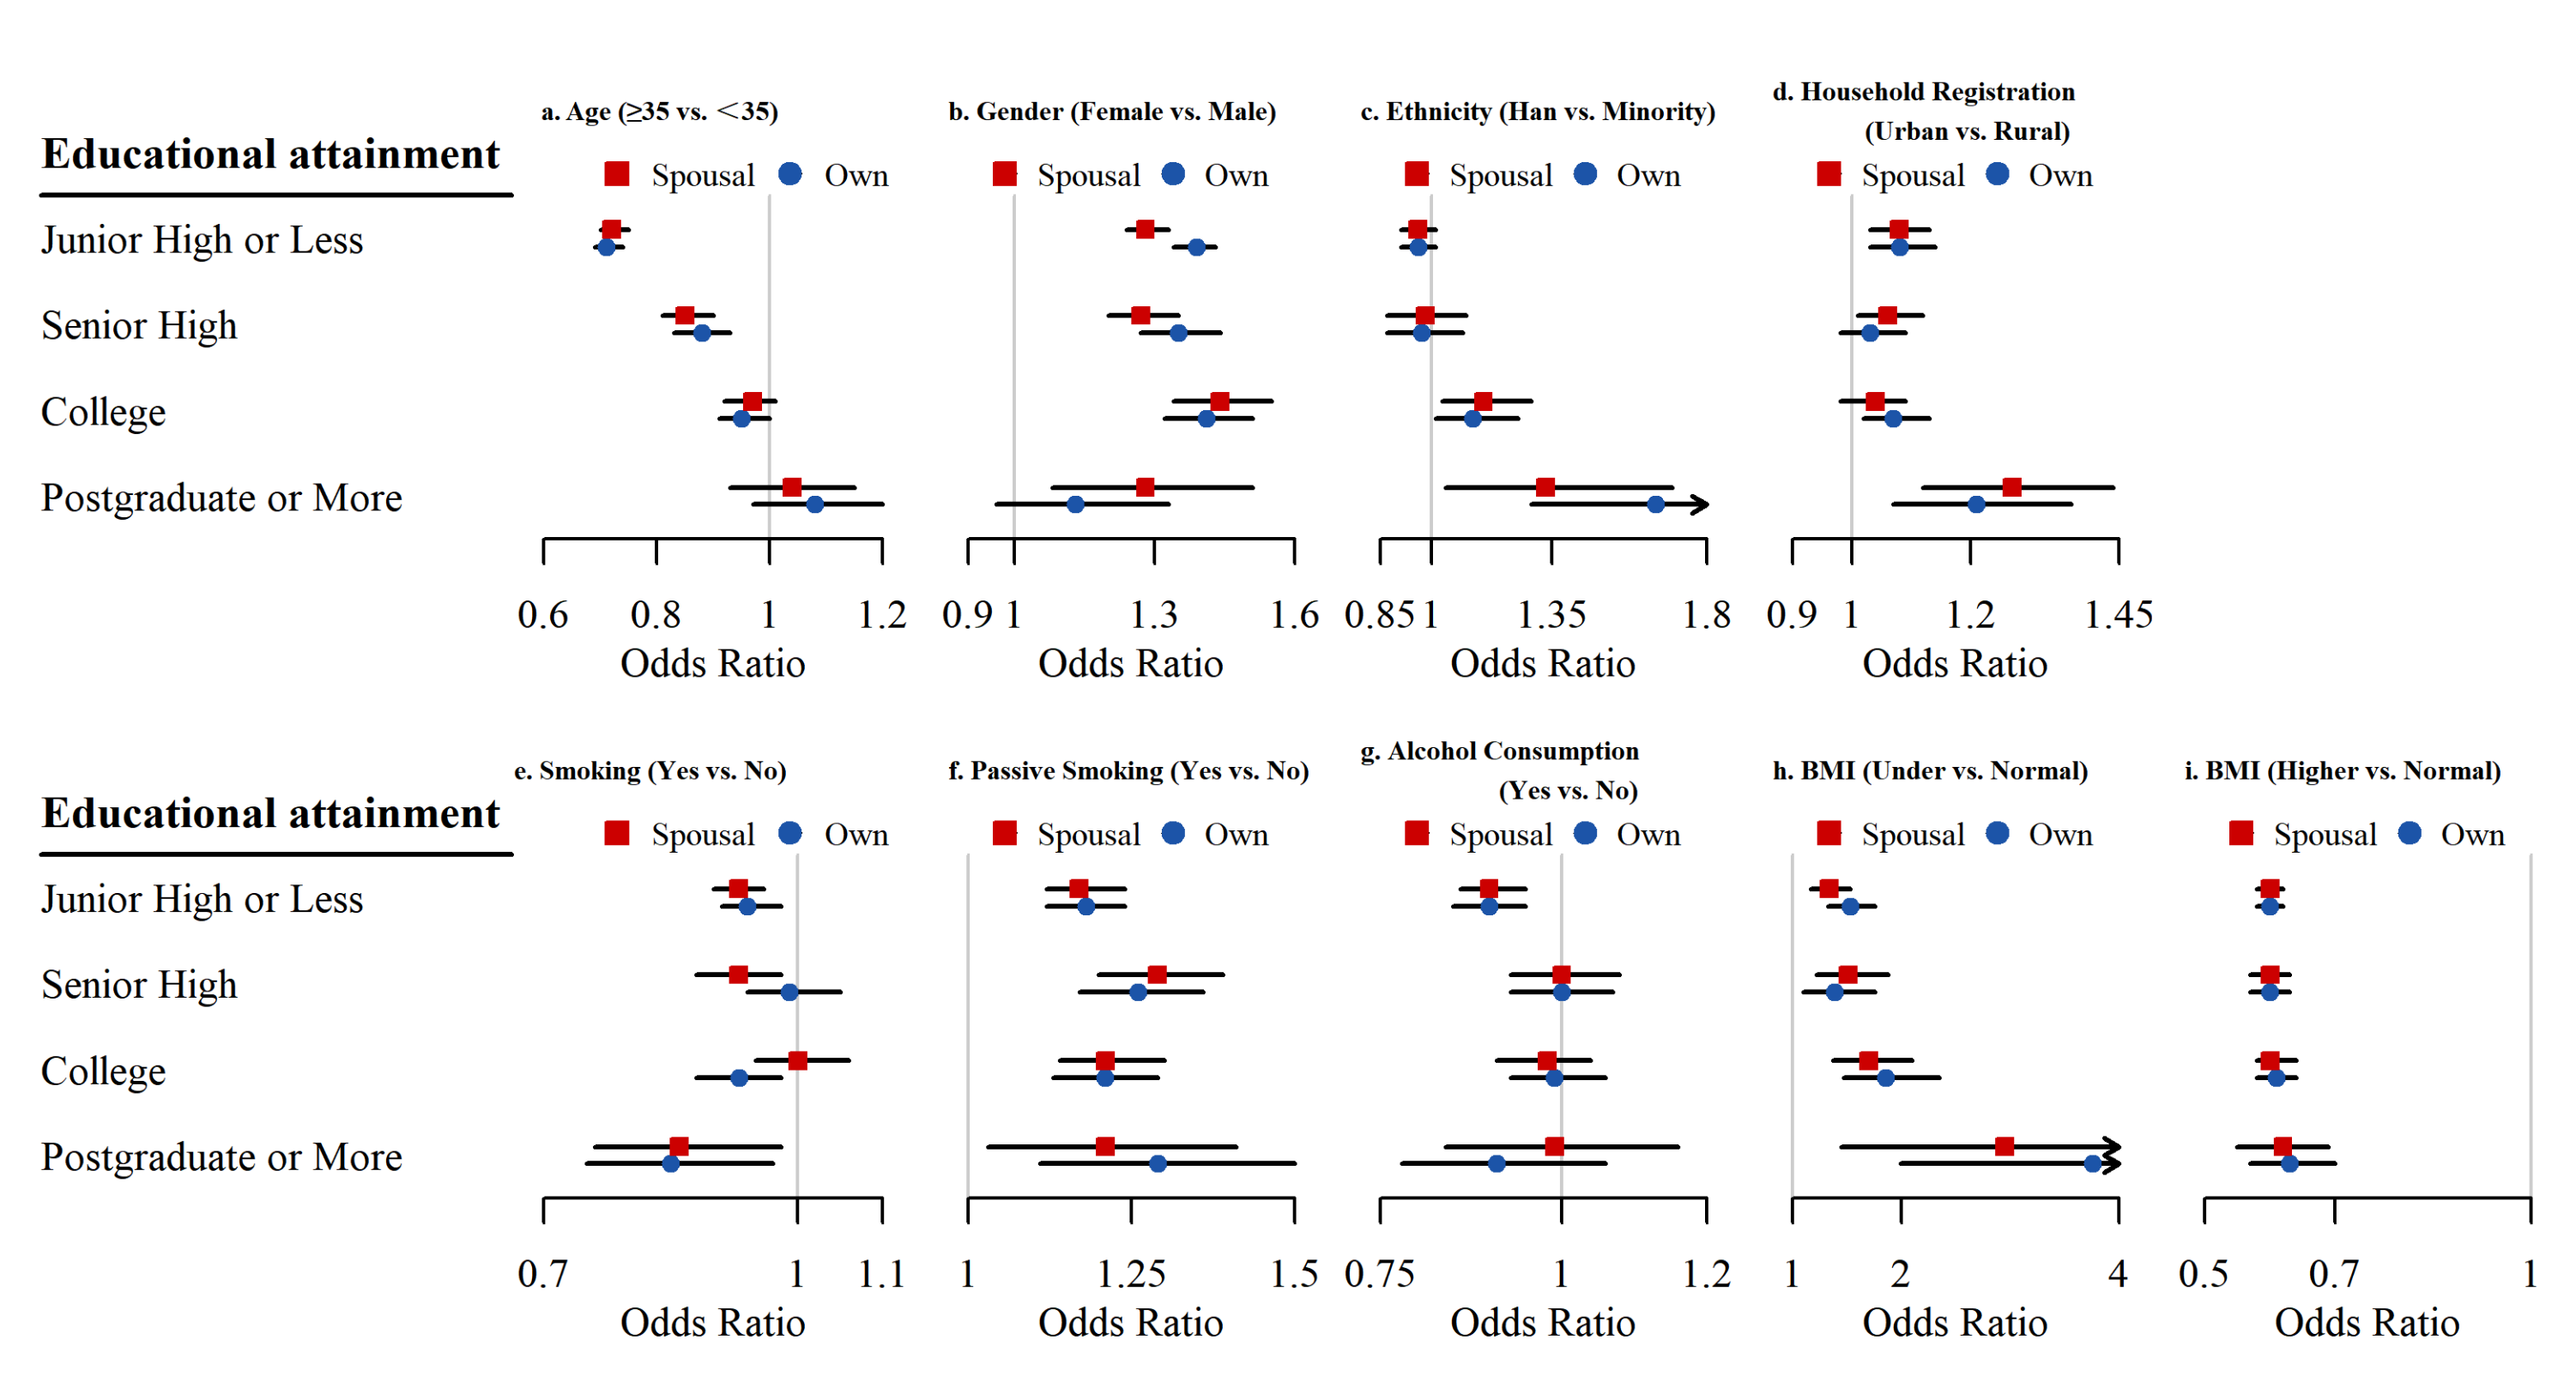 a. Age (≥35 vs. <35)
b. Gender (Female vs. Male)
c. Ethnicity (Han vs. Minority)
d. Household Registration
(Urban vs. Rural)
Educational attainment
Spousal Own
Spousal Own
Spousal Own
Spousal Own
Junior High or Less
Senior High
College
Postgraduate or More
0.6 0.8 1 1.2
0.9 1 1.3 1.6
0.85 1 1.35 1.8
0.9 1 1.2 1.45
Odds Ratio
Odds Ratio
Odds Ratio
Odds Ratio
e. Smoking (Yes vs. No)
f. Passive Smoking (Yes vs. No)
g. Alcohol Consumption
(Yes vs. No)
h. BMI (Under vs. Normal)
i. BMI (Higher vs. Normal)
Educational attainment
Spousal Own
Spousal Own
Spousal Own
Spousal Own
Spousal Own
Junior High or Less
Senior High
College
Postgraduate or More
0.7 1 1.1
1 1.25 1.5
0.75 1 1.2
1 2 4
0.5 0.7 1
Odds Ratio
Odds Ratio
Odds Ratio
Odds Ratio
Odds Ratio